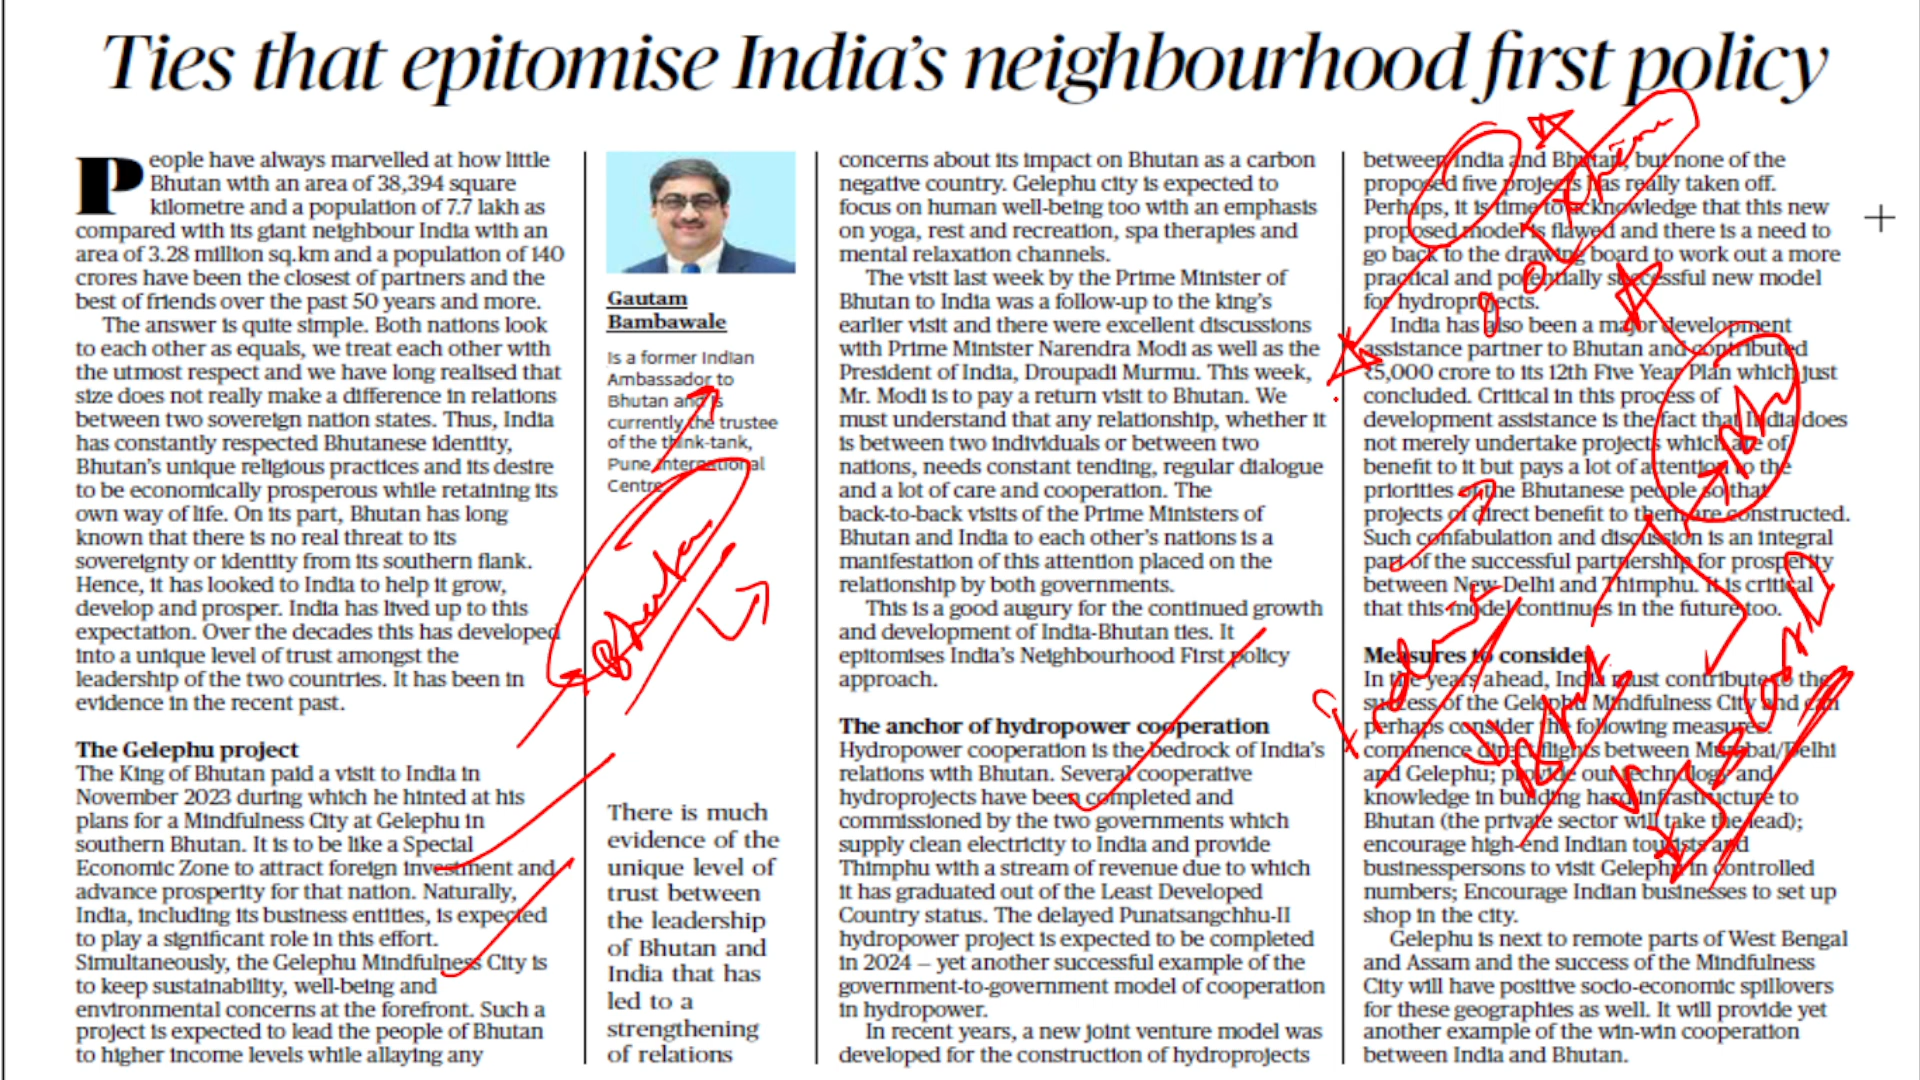 Ties that epitomise India's neighbourhood first policy
People have always marvelled at how little
Bhutan with an area of 38,394 square
kilometre and a population of 7.7 lakh as
compared with its giant neighbour India with an
area of 3.28 million sq.km and a population of 140
crores have been the closest of partners and the
best of friends over the past 50 years and more.
The answer is quite simple. Both nations look
to each other as equals, we treat each other with
the utmost respect and we have long realised that
size does not really make a difference in relations
between two sovereign nation states. Thus, India
has constantly respected Bhutanese identity,
Bhutan's unique religious practices and its desire
to be economically prosperous while retaining its
own way of life. On its part, Bhutan has long
known that there is no real threat to its
sovereignty or identity from its southern flank.
Hence, it has looked to India to help it grow,
develop and prosper. India has lived up to this
expectation. Over the decades this has developed
into a unique level of trust amongst the
leadership of the two countries. It has been in
evidence in the recent past.
The Gelephu project
The King of Bhutan paid a visit to India in
November 2023 during which he hinted at his
plans for a Mindfulness City at Gelephu in
southern Bhutan. It is to be like a Special
Economic Zone to attract foreign investment and
advance prosperity for that nation. Naturally,
India, including its business entities, is expected
to play a significant role in this effort.
Simultaneously, the Gelephu Mindfulness City is
to keep sustainability, well-being and
environmental concerns at the forefront. Such a
project is expected to lead the people of Bhutan
to higher income levels while allaying any
Gautam
Bambawale
Is a former Indian
Ambassador to
Bhutan and is
currently the trustee
of the think-tank,
Pune International
Centre
Bhutan
There is much
evidence of the
unique level of
trust between
the leadership
of Bhutan and
India that has
led to a
strengthening
of relations
concerns about its impact on Bhutan as a carbon
negative country. Gelephu city is expected to
focus on human well-being too with an emphasis
on yoga, rest and recreation, spa therapies and
mental relaxation channels.
The visit last week by the Prime Minister of
Bhutan to India was a follow-up to the king's
earlier visit and there were excellent discussions
with Prime Minister Narendra Modi as well as the
President of India, Droupadi Murmu. This week,
Mr. Modi is to pay a return visit to Bhutan. We
must understand that any relationship, whether it
is between two individuals or between two
nations, needs constant tending, regular dialogue
and a lot of care and cooperation. The
back-to-back visits of the Prime Ministers of
Bhutan and India to each other's nations is a
manifestation of this attention placed on the
relationship by both governments.
This is a good augury for the continued growth
and development of India-Bhutan ties. It
epitomises India's Neighbourhood First policy
approach.
The anchor of hydropower cooperation
Hydropower cooperation is the bedrock of India's
relations with Bhutan. Several cooperative
hydroprojects have been completed and
commissioned by the two governments which
supply clean electricity to India and provide
Thimphu with a stream of revenue due to which
it has graduated out of the Least Developed
Country status. The delayed Punatsangchhu-II
hydropower project is expected to be completed
in 2024 – yet another successful example of the
government-to-government model of cooperation
in hydropower.
In recent years, a new joint venture model was
developed for the construction of hydroprojects
between India and Bhutan, but none of the
proposed five projects has really taken off.
Perhaps, it is time to acknowledge that this new
proposed model is flawed and there is a need to
go back to the drawing board to work out a more
practical and potentially successful new model
for hydroprojects.
India has also been a major development
assistance partner to Bhutan and contributed
₹5,000 crore to its 12th Five Year Plan which just
concluded. Critical in this process of
development assistance is the fact that India does
not merely undertake projects which are of
benefit to it but pays a lot of attention to the
priorities of the Bhutanese people so that
projects of direct benefit to them are constructed.
Such confabulation and discussion is an integral
part of the successful partnership for prosperity
between New Delhi and Thimphu. It is critical
that this model continues in the future too.
Measures to consider
In the years ahead, India must contribute to the
success of the Gelephu Mindfulness City and can
perhaps consider the following measures:
commence direct flights between Mumbai/Delhi
and Gelephu; provide our technology and
knowledge in building hard infrastructure to
Bhutan (the private sector will take the lead);
encourage high-end Indian tourists and
businesspersons to visit Gelephu in controlled
numbers; Encourage Indian businesses to set up
shop in the city.
Gelephu is next to remote parts of West Bengal
and Assam and the success of the Mindfulness
City will have positive socio-economic spillovers
for these geographies as well. It will provide yet
another example of the win-win cooperation
between India and Bhutan.